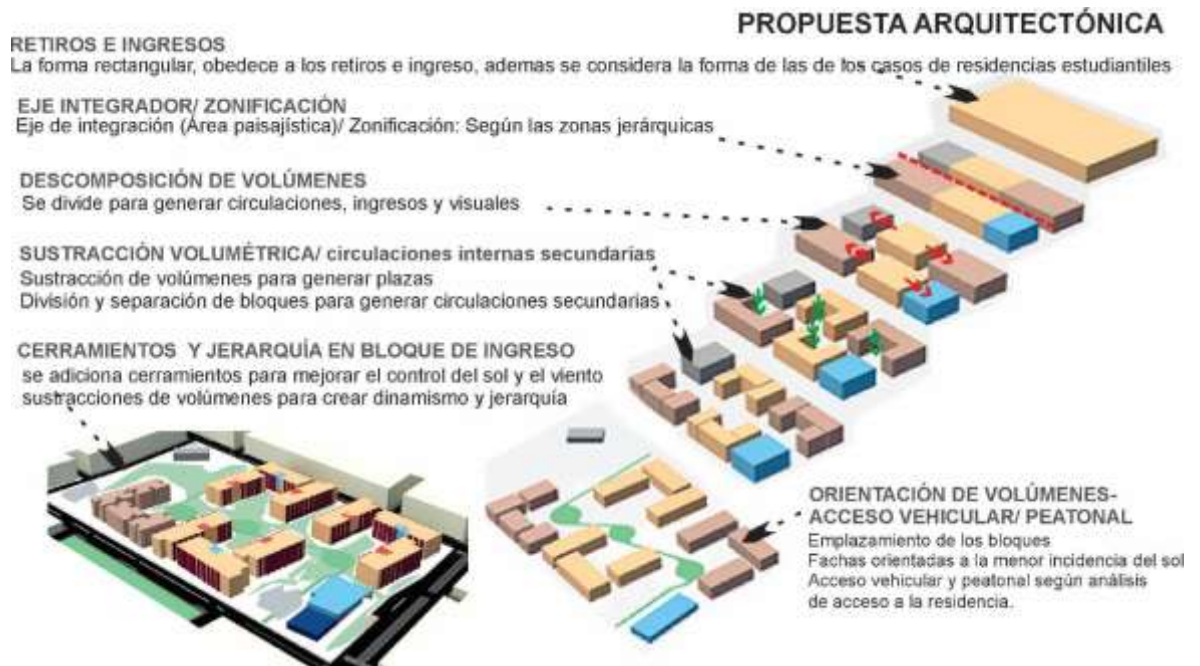 PROPUESTA ARQUITECTÓNICA
RETIROS E INGRESOS
La forma rectangular, obedece a los retiros e ingreso, ademas se considera la forma de las de los casos de residencias estudiantiles
EJE INTEGRADOR/ ZONIFICACIÓN
Eje de integración (Área paisajística)/ Zonificación: Según las zonas jerárquicas
DESCOMPOSICIÓN DE VOLÚMENES
Se divide para generar circulaciones, ingresos y visuales
SUSTRACCIÓN VOLUMÉTRICA/ circulaciones internas secundarias
Sustracción de volúmenes para generar plazas
División y separación de bloques para generar circulaciones secundarias
CERRAMIENTOS Y JERARQUÍA EN BLOQUE DE INGRESO
se adiciona cerramientos para mejorar el control del sol y el viento
sustracciones de volúmenes para crear dinamismo y jerarquía
ORIENTACIÓN DE VOLÚMENES-
ACCESO VEHICULAR/ PEATONAL
Emplazamiento de los bloques
Fachas orientadas a la menor incidencia del sol
Acceso vehicular y peatonal según análisis
de acceso a la residencia.